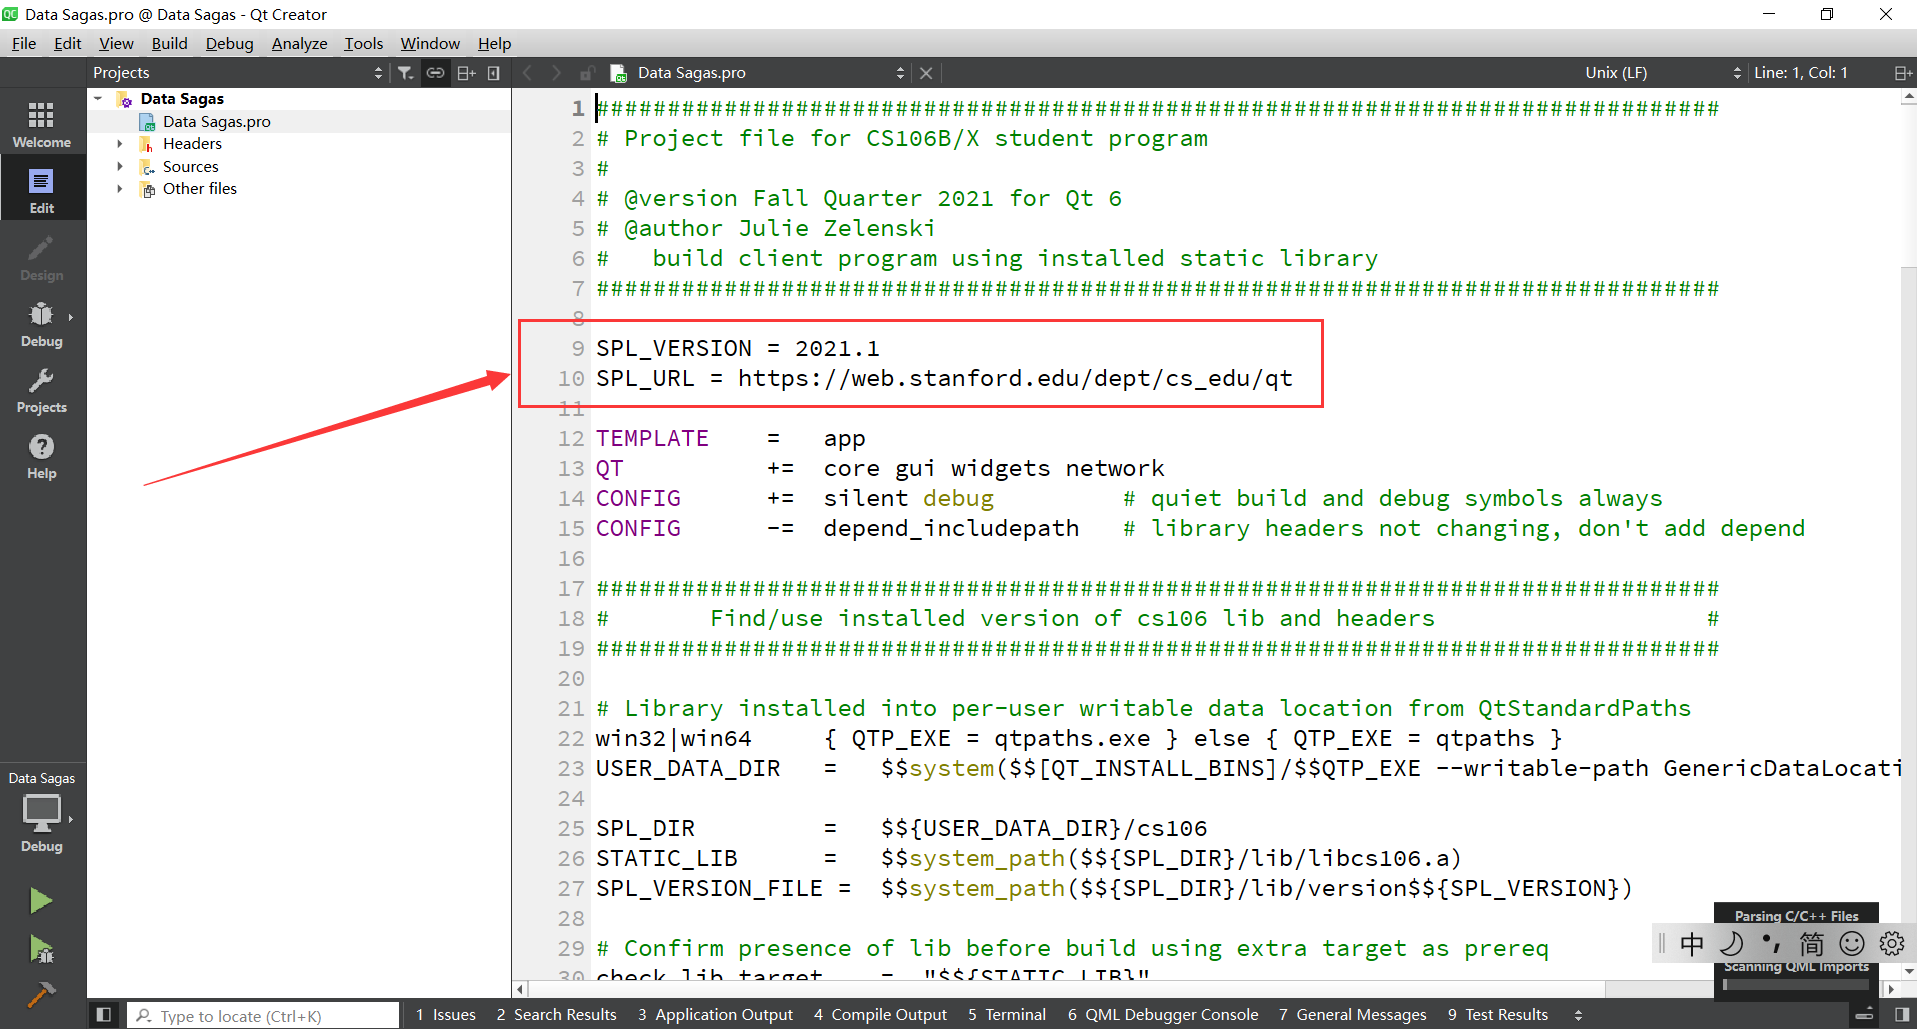 Data Sagas.pro @ Data Sagas - Qt Creator
File Edit View Build Debug Analyze Tools Window Help
Projects
Data Sagas.pro
Unix (LF)
Line: 1, Col: 1
Welcome
Edit
Design
Debug
Projects
Help
Data Sagas
Debug
Data Sagas
Data Sagas.pro
Headers
Sources
Other files
1 ###############################################################################
2 # Project file for CS106B/X student program
3 #
4 # @version Fall Quarter 2021 for Qt 6
5 # @author Julie Zelenski
6 #   build client program using installed static library
7 ###############################################################################
8
9 SPL_VERSION = 2021.1
10 SPL_URL = https://web.stanford.edu/dept/cs_edu/qt
11
12 TEMPLATE    =   app
13 QT          +=  core gui widgets network
14 CONFIG      +=  silent debug         # quiet build and debug symbols always
15 CONFIG      -=  depend_includepath   # library headers not changing, don't add depend
16
17 ###############################################################################
18 #       Find/use installed version of cs106 lib and headers                   #
19 ###############################################################################
20
21 # Library installed into per-user writable data location from QtStandardPaths
22 win32|win64     { QTP_EXE = qtpaths.exe } else { QTP_EXE = qtpaths }
23 USER_DATA_DIR   =   $$system($$[QT_INSTALL_BINS]/$$QTP_EXE --writable-path GenericDataLocati
24
25 SPL_DIR         =   $${USER_DATA_DIR}/cs106
26 STATIC_LIB      =   $$system_path($${SPL_DIR}/lib/libcs106.a)
27 SPL_VERSION_FILE =  $$system_path($${SPL_DIR}/lib/version$${SPL_VERSION})
28
29 # Confirm presence of lib before build using extra target as prereq
30 check_lib.target    =  "$${STATIC_LIB}"
Parsing C/C++ Files
中 简
Scanning QML Imports
Type to locate (Ctrl+K)
1 Issues 2 Search Results 3 Application Output 4 Compile Output 5 Terminal 6 QML Debugger Console 7 General Messages 9 Test Results